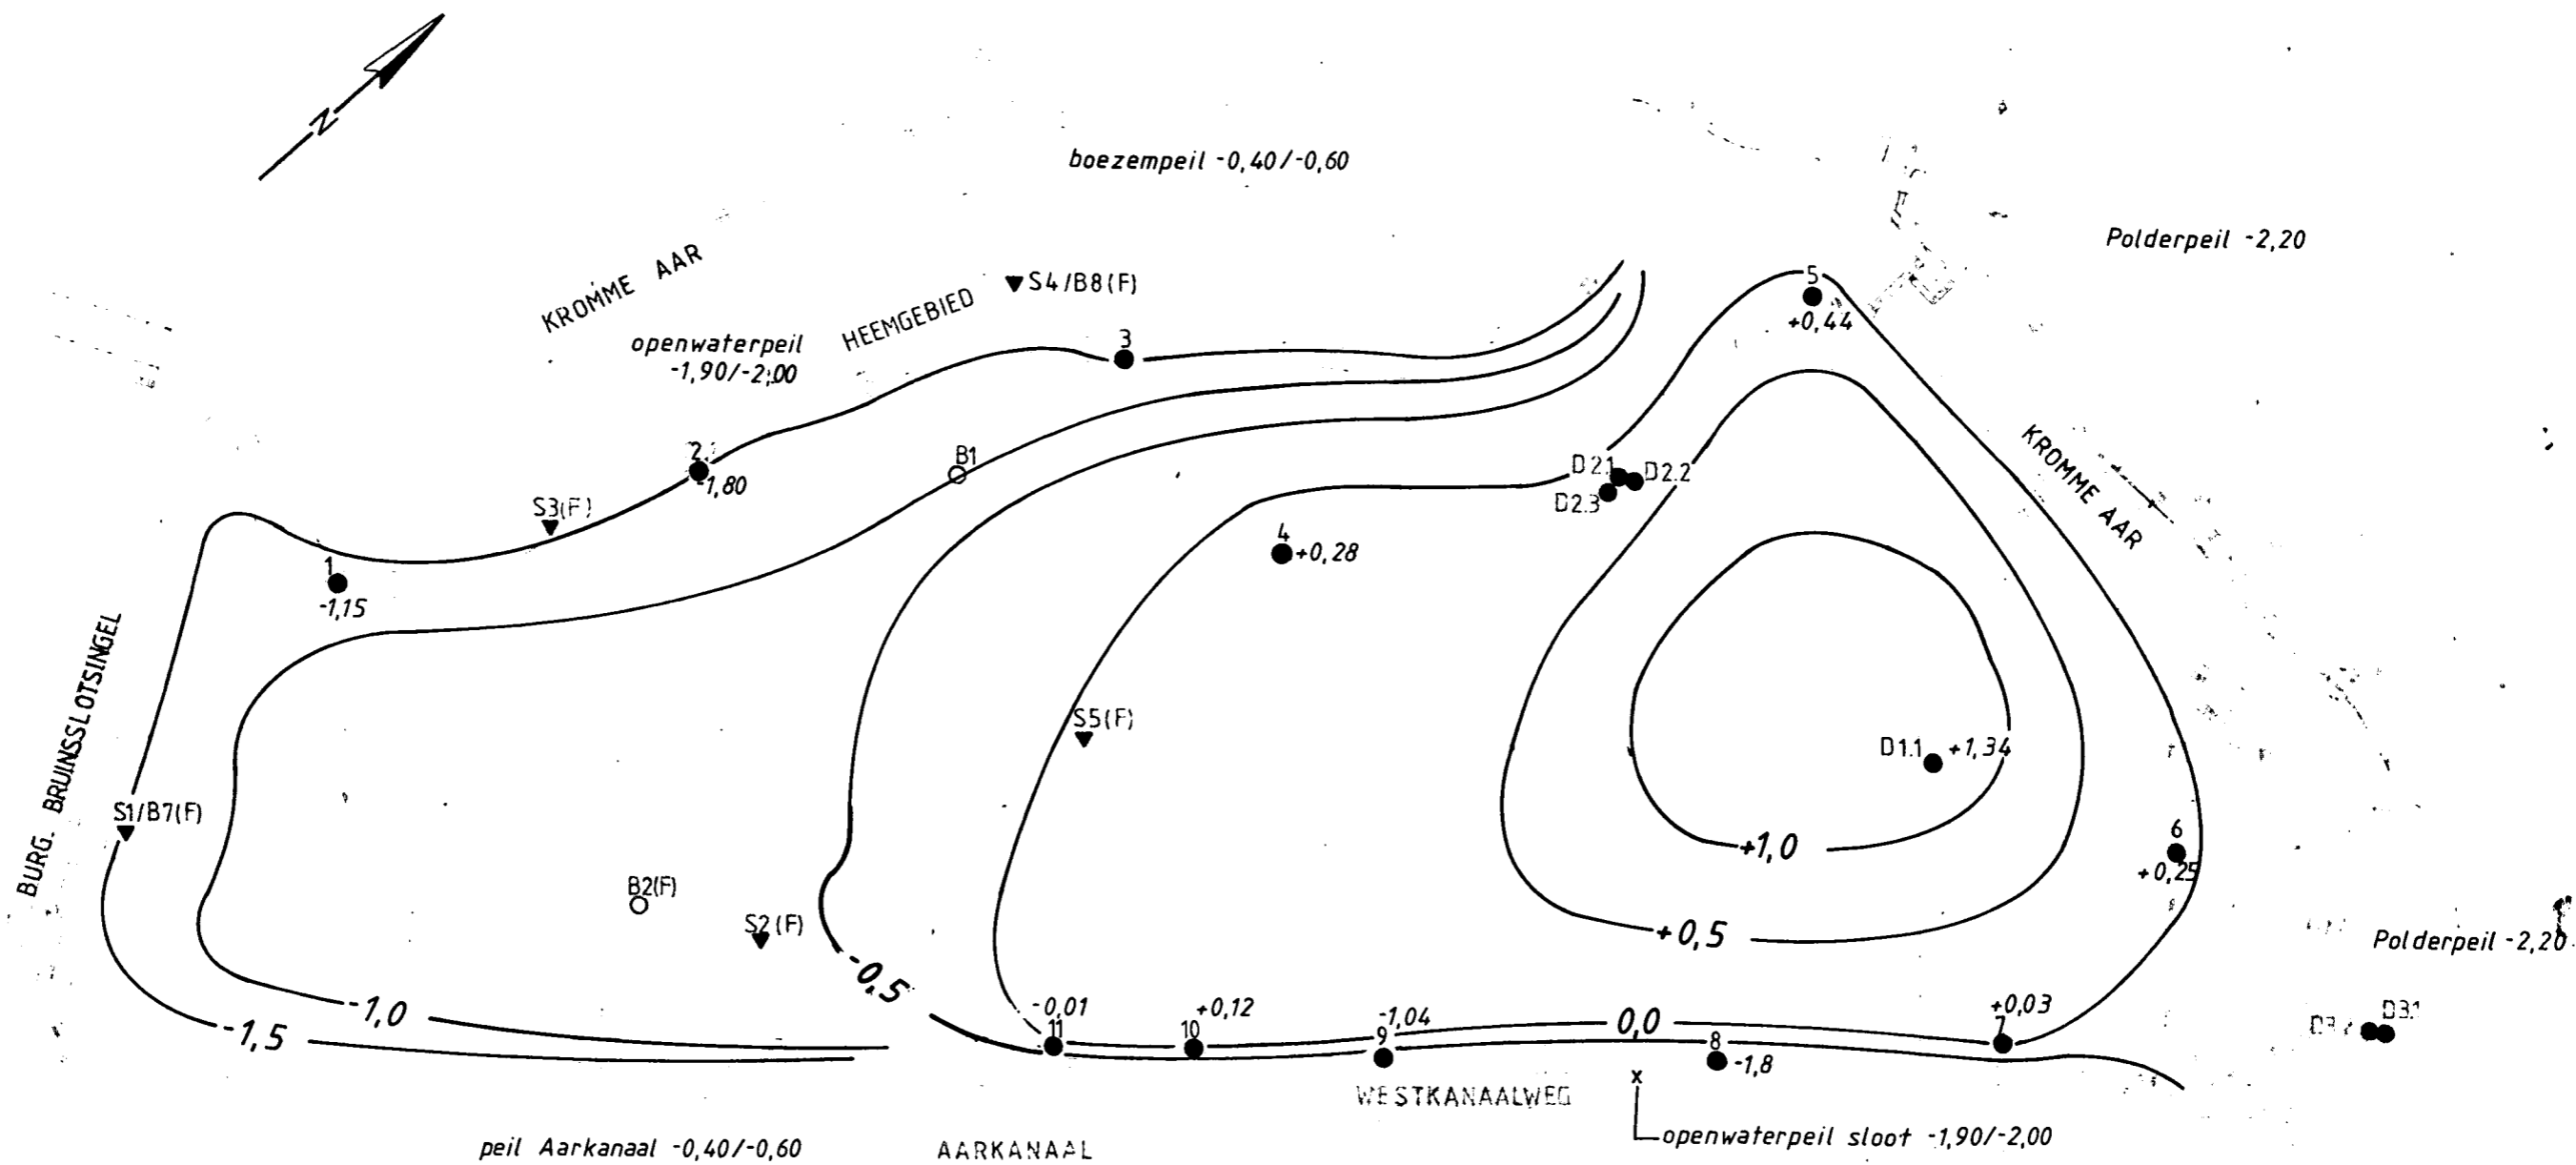 N
boezempeil -0,40/-0,60
Polderpeil -2,20
KROMME AAR
HEEMGEBIED
S4/B8(F)
openwaterpeil
-1,90/-2,00
3
5
+0,44
2
-1,80
B1
S3(F)
D2.1
D2.2
D2.3
KROMME AAR
4
+0,28
1
-1,15
BURG. BRUINSSLOTSINGEL
S5(F)
D1.1 +1,34
S1/B7(F)
+1,0
6
+0,25
B2(F)
S2(F)
+0,5
Polderpeil -2,20
-0,5
-1,0
-1,5
-0,01
11
+0,12
10
-1,04
9
0,0
8
-1,8
+0,03
7
D3.1
WESTKANAALWEG
x
openwaterpeil sloot -1,90/-2,00
peil Aarkanaal -0,40/-0,60
AARKANAAL